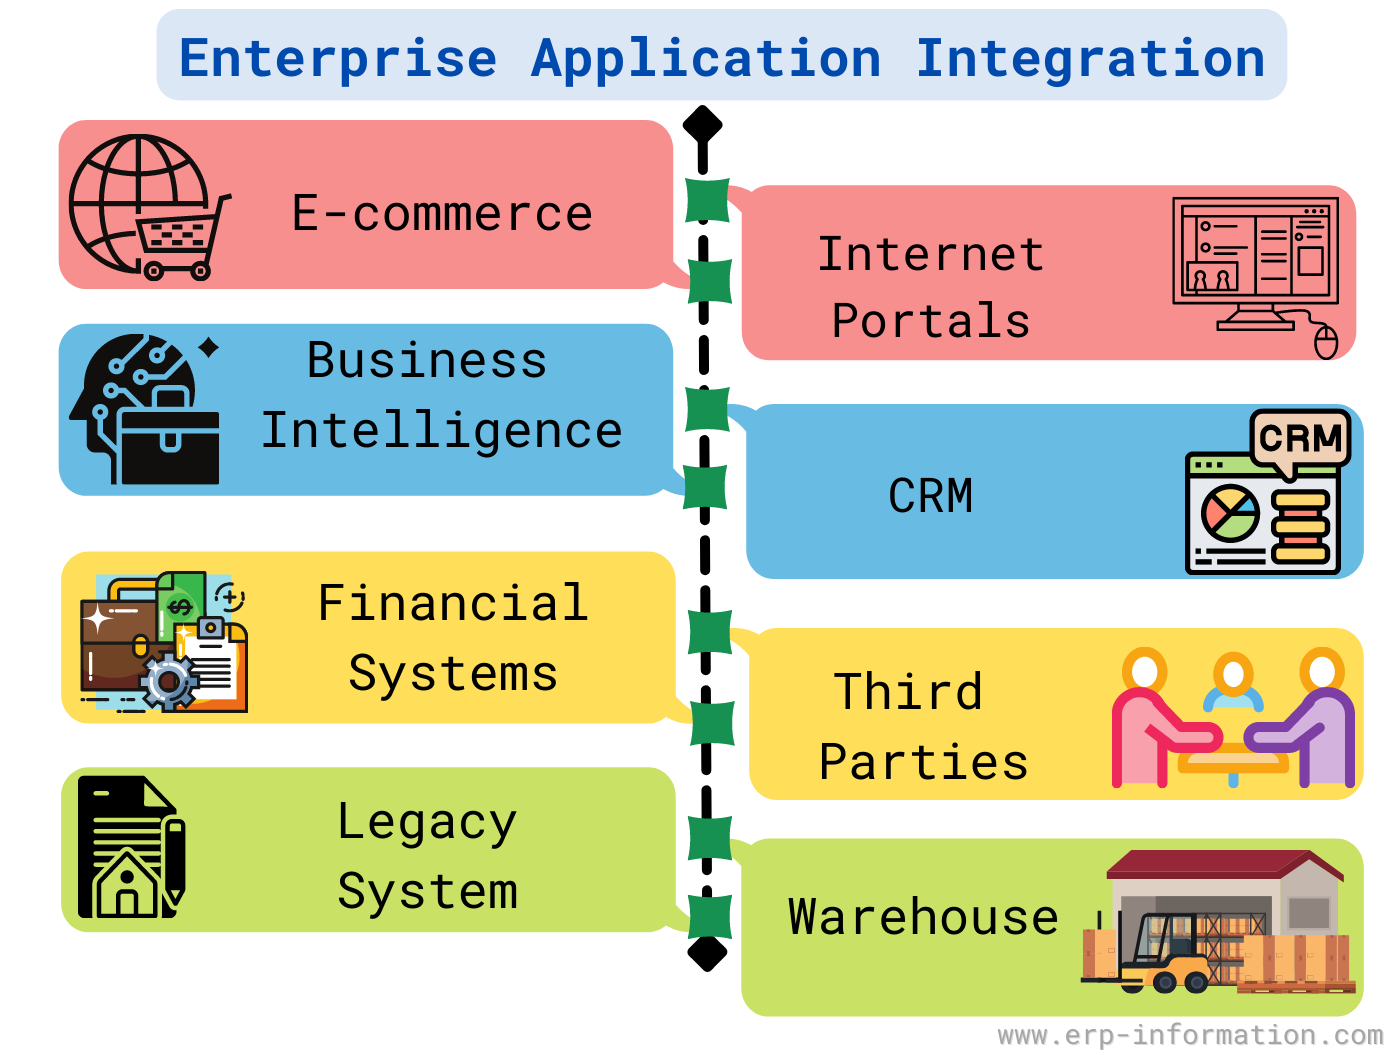 Enterprise Application Integration
E-commerce
Internet
Portals
Business
Intelligence
CRM
CRM
Financial
Systems
$
Third
Parties
Legacy
System
Warehouse
www.erp-information.com